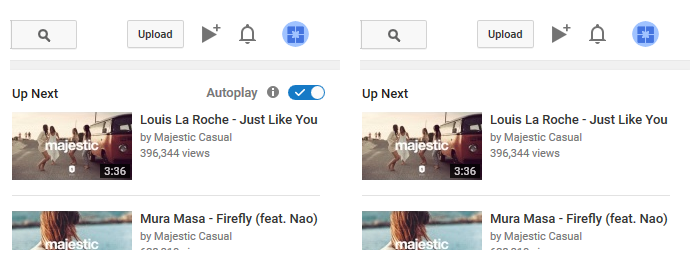 Upload
Up Next
Autoplay
majestic
3:36
Louis La Roche - Just Like You
by Majestic Casual
396,344 views
majestic
Mura Masa - Firefly (feat. Nao)
by Majestic Casual
Upload
Up Next
majestic
3:36
Louis La Roche - Just Like You
by Majestic Casual
396,344 views
majestic
Mura Masa - Firefly (feat. Nao)
by Majestic Casual